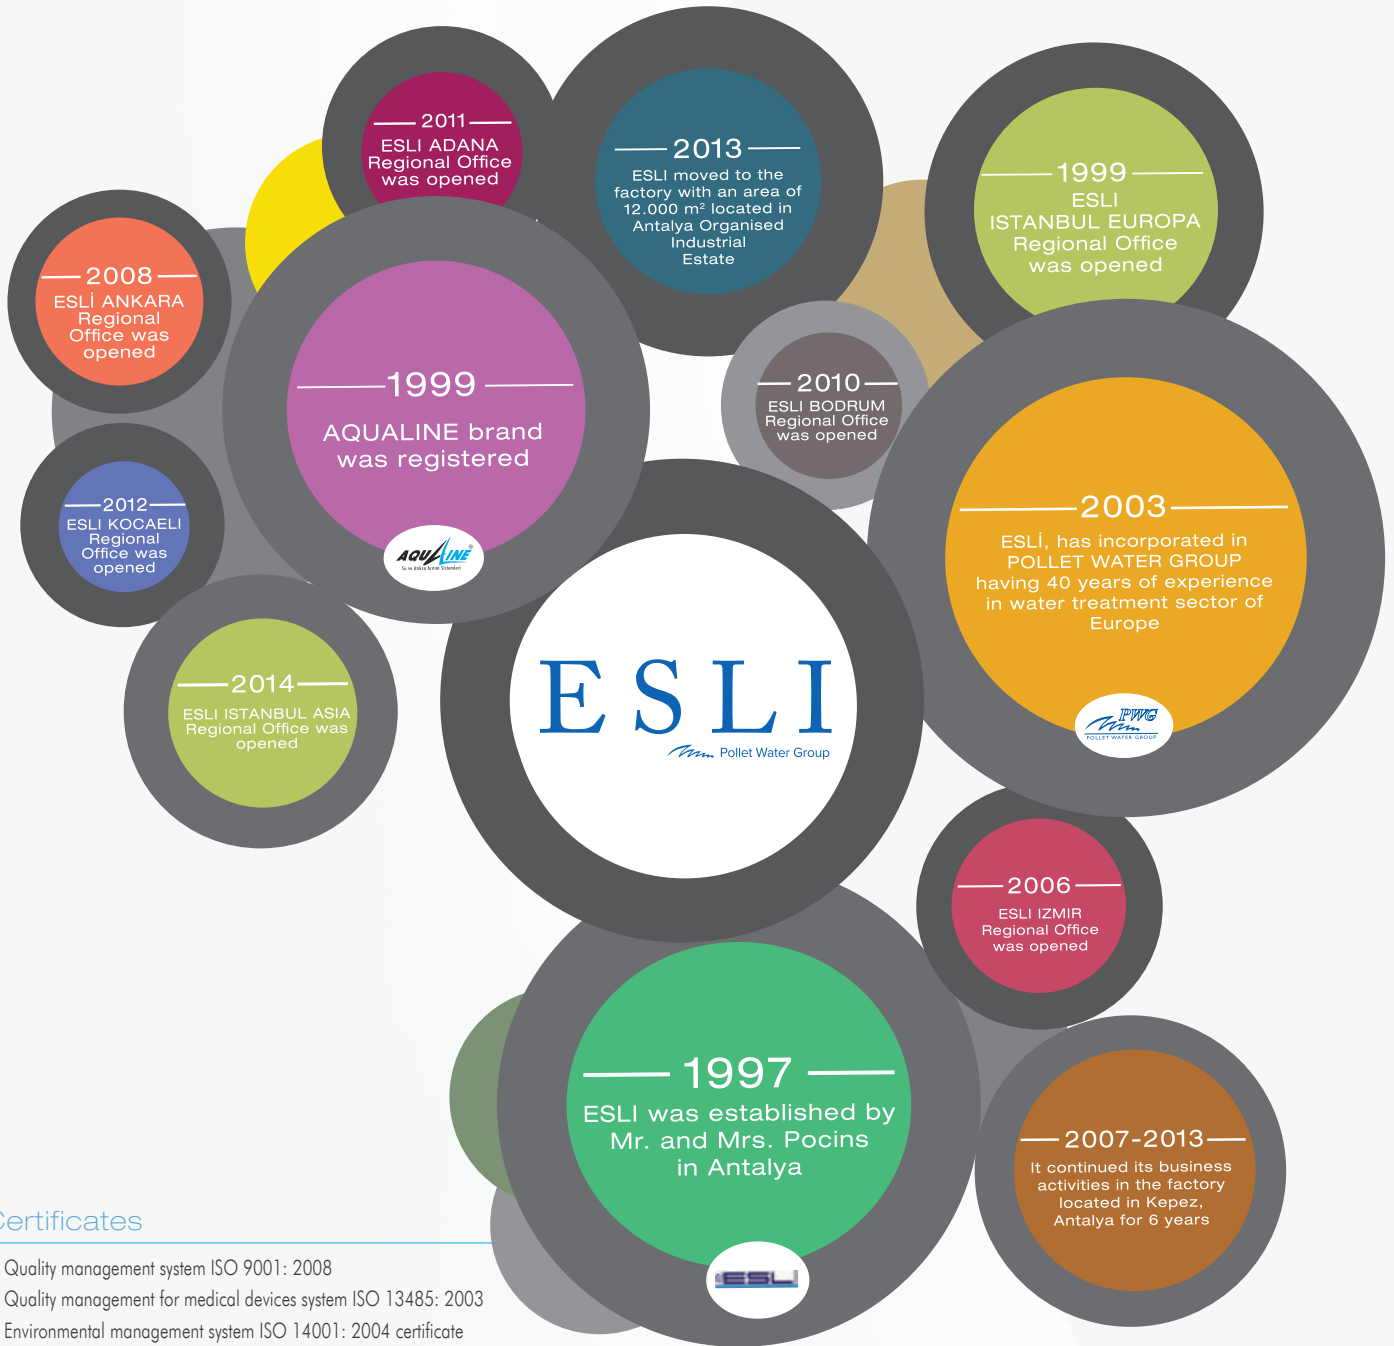 2011
ESLI ADANA
Regional Office
was opened
2013
ESLI moved to the
factory with an area of
12.000 m² located in
Antalya Organised
Industrial
Estate
1999
ESLI
ISTANBUL EUROPA
Regional Office
was opened
2008
ESLİ ANKARA
Regional
Office was
opened
1999
AQUALINE brand
was registered
AQUALINE®
Su ve Atıksu Arıtım Sistemleri
2010
ESLI BODRUM
Regional Office
was opened
2003
ESLİ, has incorporated in
POLLET WATER GROUP
having 40 years of experience
in water treatment sector of
Europe
PWG
POLLET WATER GROUP
2012
ESLI KOCAELI
Regional
Office was
opened
2014
ESLI ISTANBUL ASIA
Regional Office was
opened
ESLI
Pollet Water Group
2006
ESLI IZMIR
Regional Office
was opened
1997
ESLI was established by
Mr. and Mrs. Pocins
in Antalya
ESLI
2007-2013
It continued its business
activities in the factory
located in Kepez,
Antalya for 6 years
Certificates
Quality management system ISO 9001: 2008
Quality management for medical devices system ISO 13485: 2003
Environmental management system ISO 14001: 2004 certificate